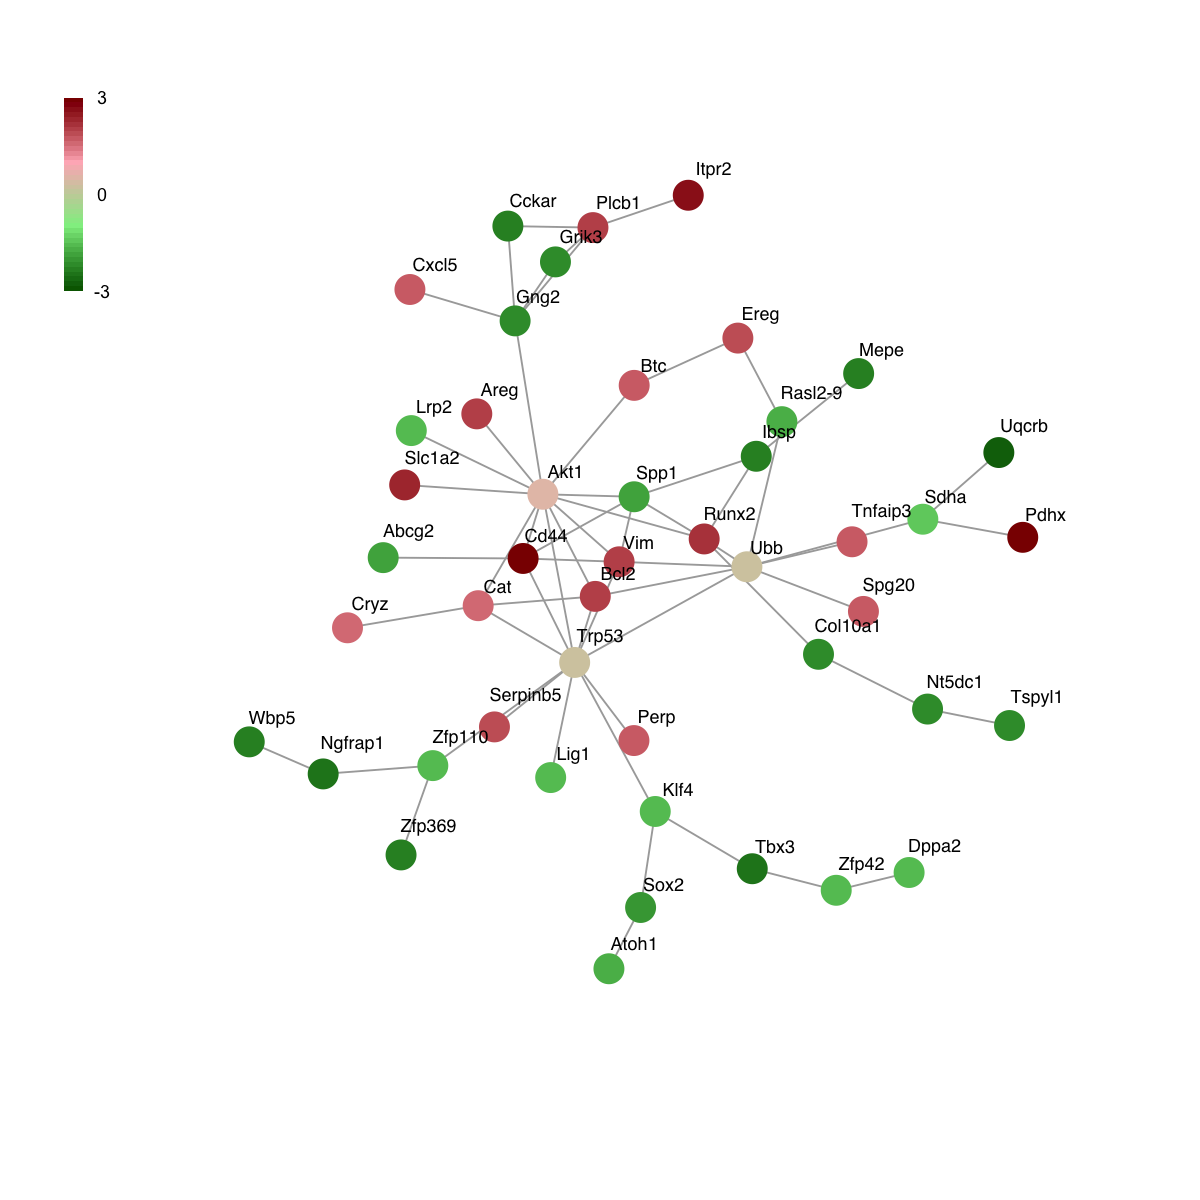 3
0
-3
Itpr2
Cckar
Plcb1
Grik3
Cxcl5
Gng2
Ereg
Mepe
Btc
Rasl2-9
Areg
Lrp2
Uqcrb
Ibsp
Slc1a2
Akt1
Spp1
Sdha
Tnfaip3
Pdhx
Runx2
Abcg2
Cd44
Vim
Ubb
Bcl2
Cat
Spg20
Cryz
Col10a1
Trp53
Nt5dc1
Serpinb5
Tspyl1
Wbp5
Perp
Zfp110
Ngfrap1
Lig1
Klf4
Zfp369
Tbx3
Dppa2
Zfp42
Sox2
Atoh1